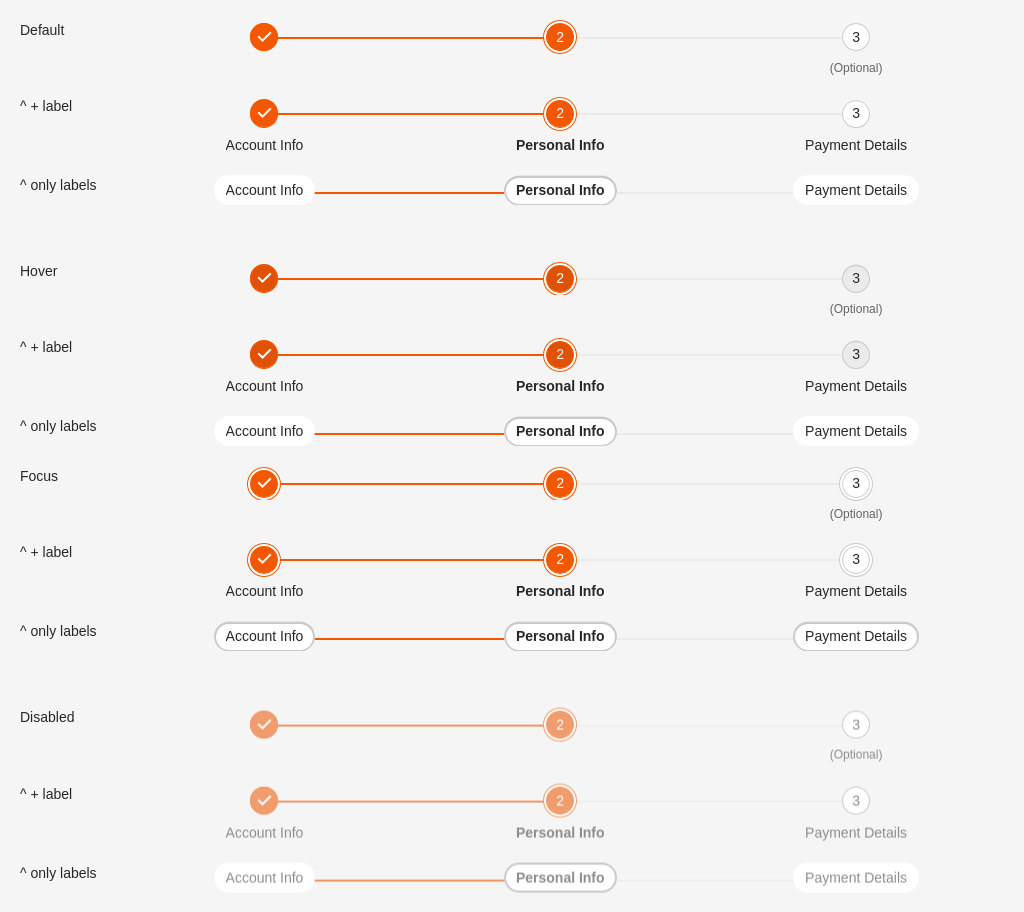 Default
2
3
(Optional)
^ + label
2
3
Account Info
Personal Info
Payment Details
^ only labels
Account Info
Personal Info
Payment Details
Hover
2
3
(Optional)
^ + label
2
3
Account Info
Personal Info
Payment Details
^ only labels
Account Info
Personal Info
Payment Details
Focus
2
3
(Optional)
^ + label
2
3
Account Info
Personal Info
Payment Details
^ only labels
Account Info
Personal Info
Payment Details
Disabled
2
3
(Optional)
^ + label
2
3
Account Info
Personal Info
Payment Details
^ only labels
Account Info
Personal Info
Payment Details